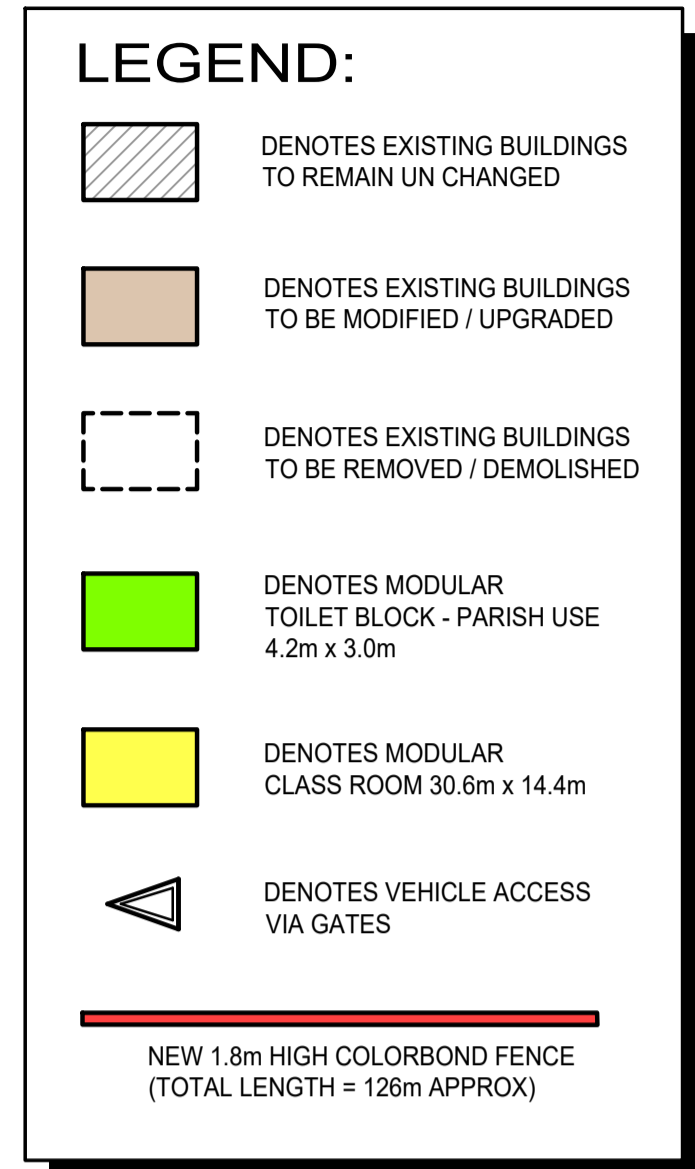 LEGEND:
DENOTES EXISTING BUILDINGS
TO REMAIN UN CHANGED
DENOTES EXISTING BUILDINGS
TO BE MODIFIED / UPGRADED
DENOTES EXISTING BUILDINGS
TO BE REMOVED / DEMOLISHED
DENOTES MODULAR
TOILET BLOCK - PARISH USE
4.2m x 3.0m
DENOTES MODULAR
CLASS ROOM 30.6m x 14.4m
DENOTES VEHICLE ACCESS
VIA GATES
NEW 1.8m HIGH COLORBOND FENCE
(TOTAL LENGTH = 126m APPROX)